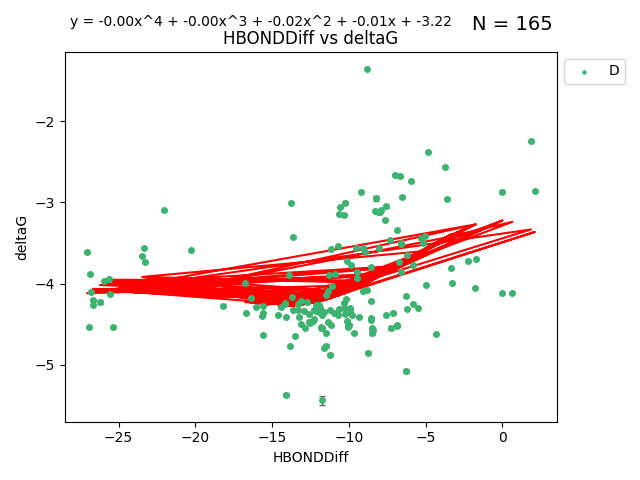 y = -0.00x^4 + -0.00x^3 + -0.02x^2 + -0.01x + -3.22
N = 165
HBONDDiff vs deltaG
D
deltaG
−2
−3
−4
−5
−25
−20
−15
−10
−5
0
HBONDDiff